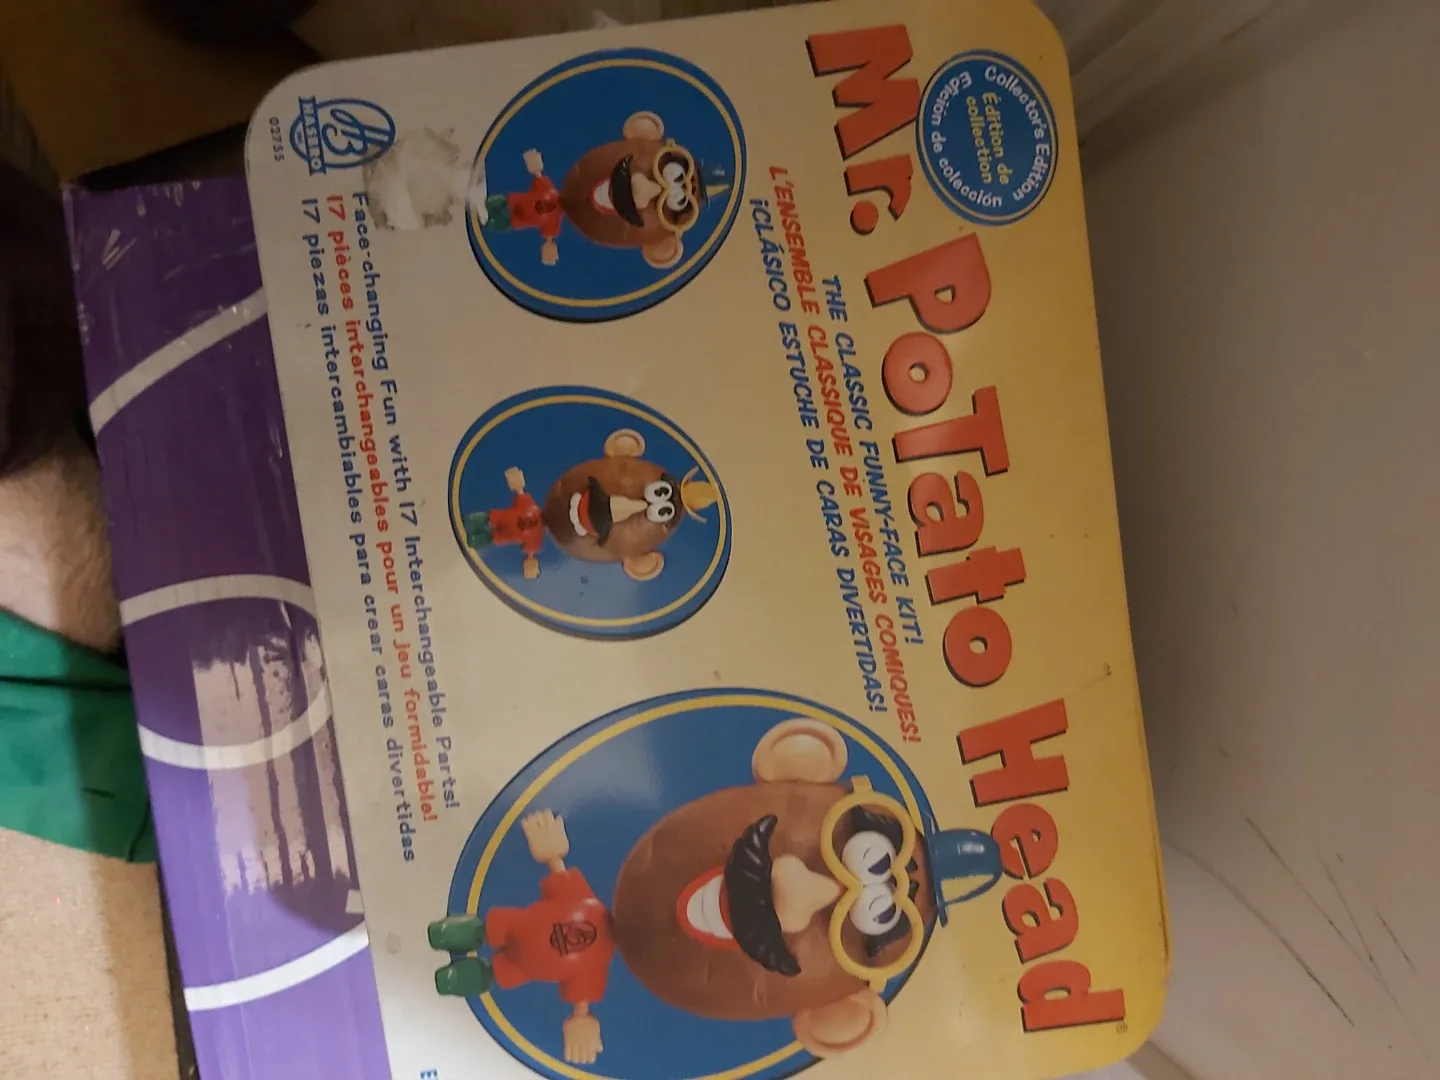 Collector's Edition
Édition de
collection
Edición de colección
Mr. Potato Head®
THE CLASSIC FUNNY-FACE KIT!
L'ENSEMBLE CLASSIQUE DE VISAGES COMIQUES!
¡CLÁSICO ESTUCHE DE CARAS DIVERTIDAS!
Face-changing Fun with 17 Interchangeable Parts!
17 pièces interchangeables pour un jeu formidable!
17 piezas intercambiables para crear caras divertidas
HB
HASBRO
02755